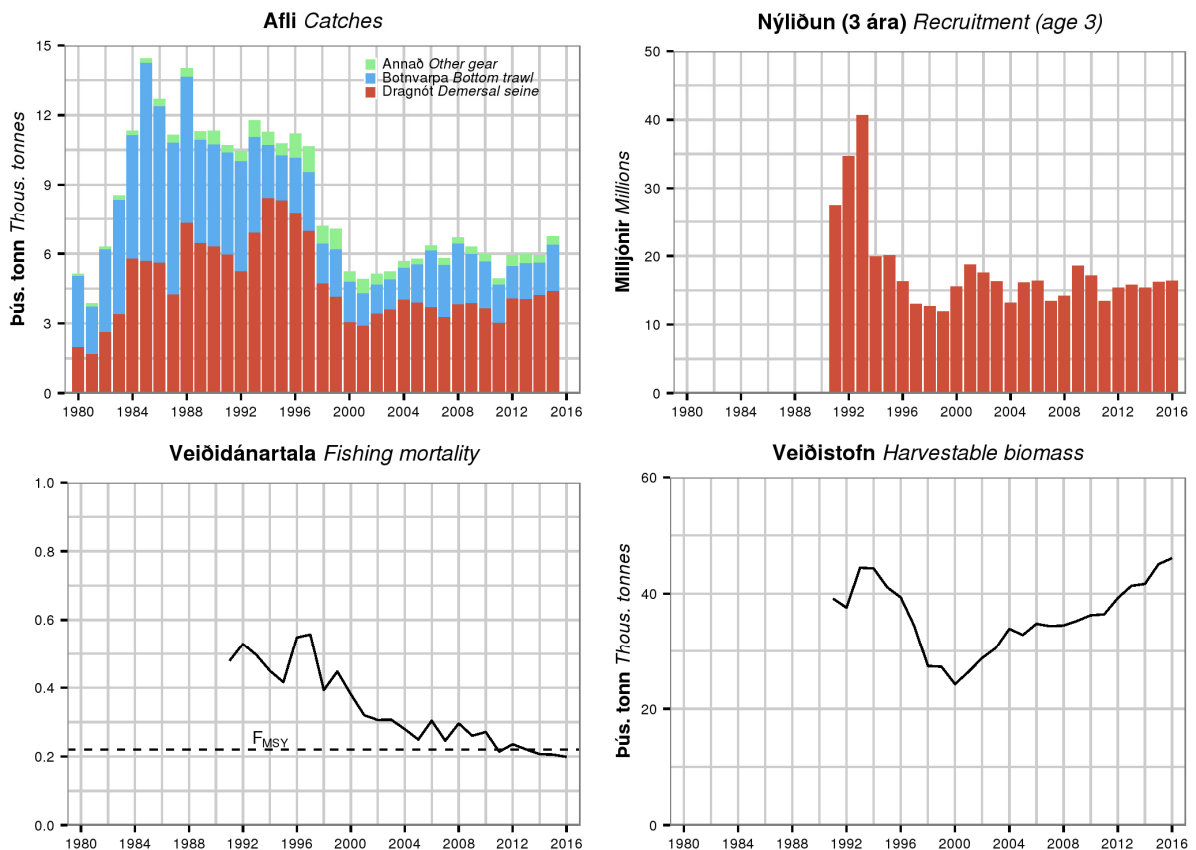 Afli Catches
Þús. tonn Thous. tonnes
15
12
9
6
3
0
Annað Other gear
Botnvarpa Bottom trawl
Dragnót Demersal seine
1980 1984 1988 1992 1996 2000 2004 2008 2012 2016
Nýliðun (3 ára) Recruitment (age 3)
Milljónir Millions
50
40
30
20
10
0
1980 1984 1988 1992 1996 2000 2004 2008 2012 2016
Veiðidánartala Fishing mortality
1.0
0.8
0.6
0.4
0.2
0.0
FMSY
1980 1984 1988 1992 1996 2000 2004 2008 2012 2016
Veiðistofn Harvestable biomass
Þús. tonn Thous. tonnes
60
40
20
0
1980 1984 1988 1992 1996 2000 2004 2008 2012 2016